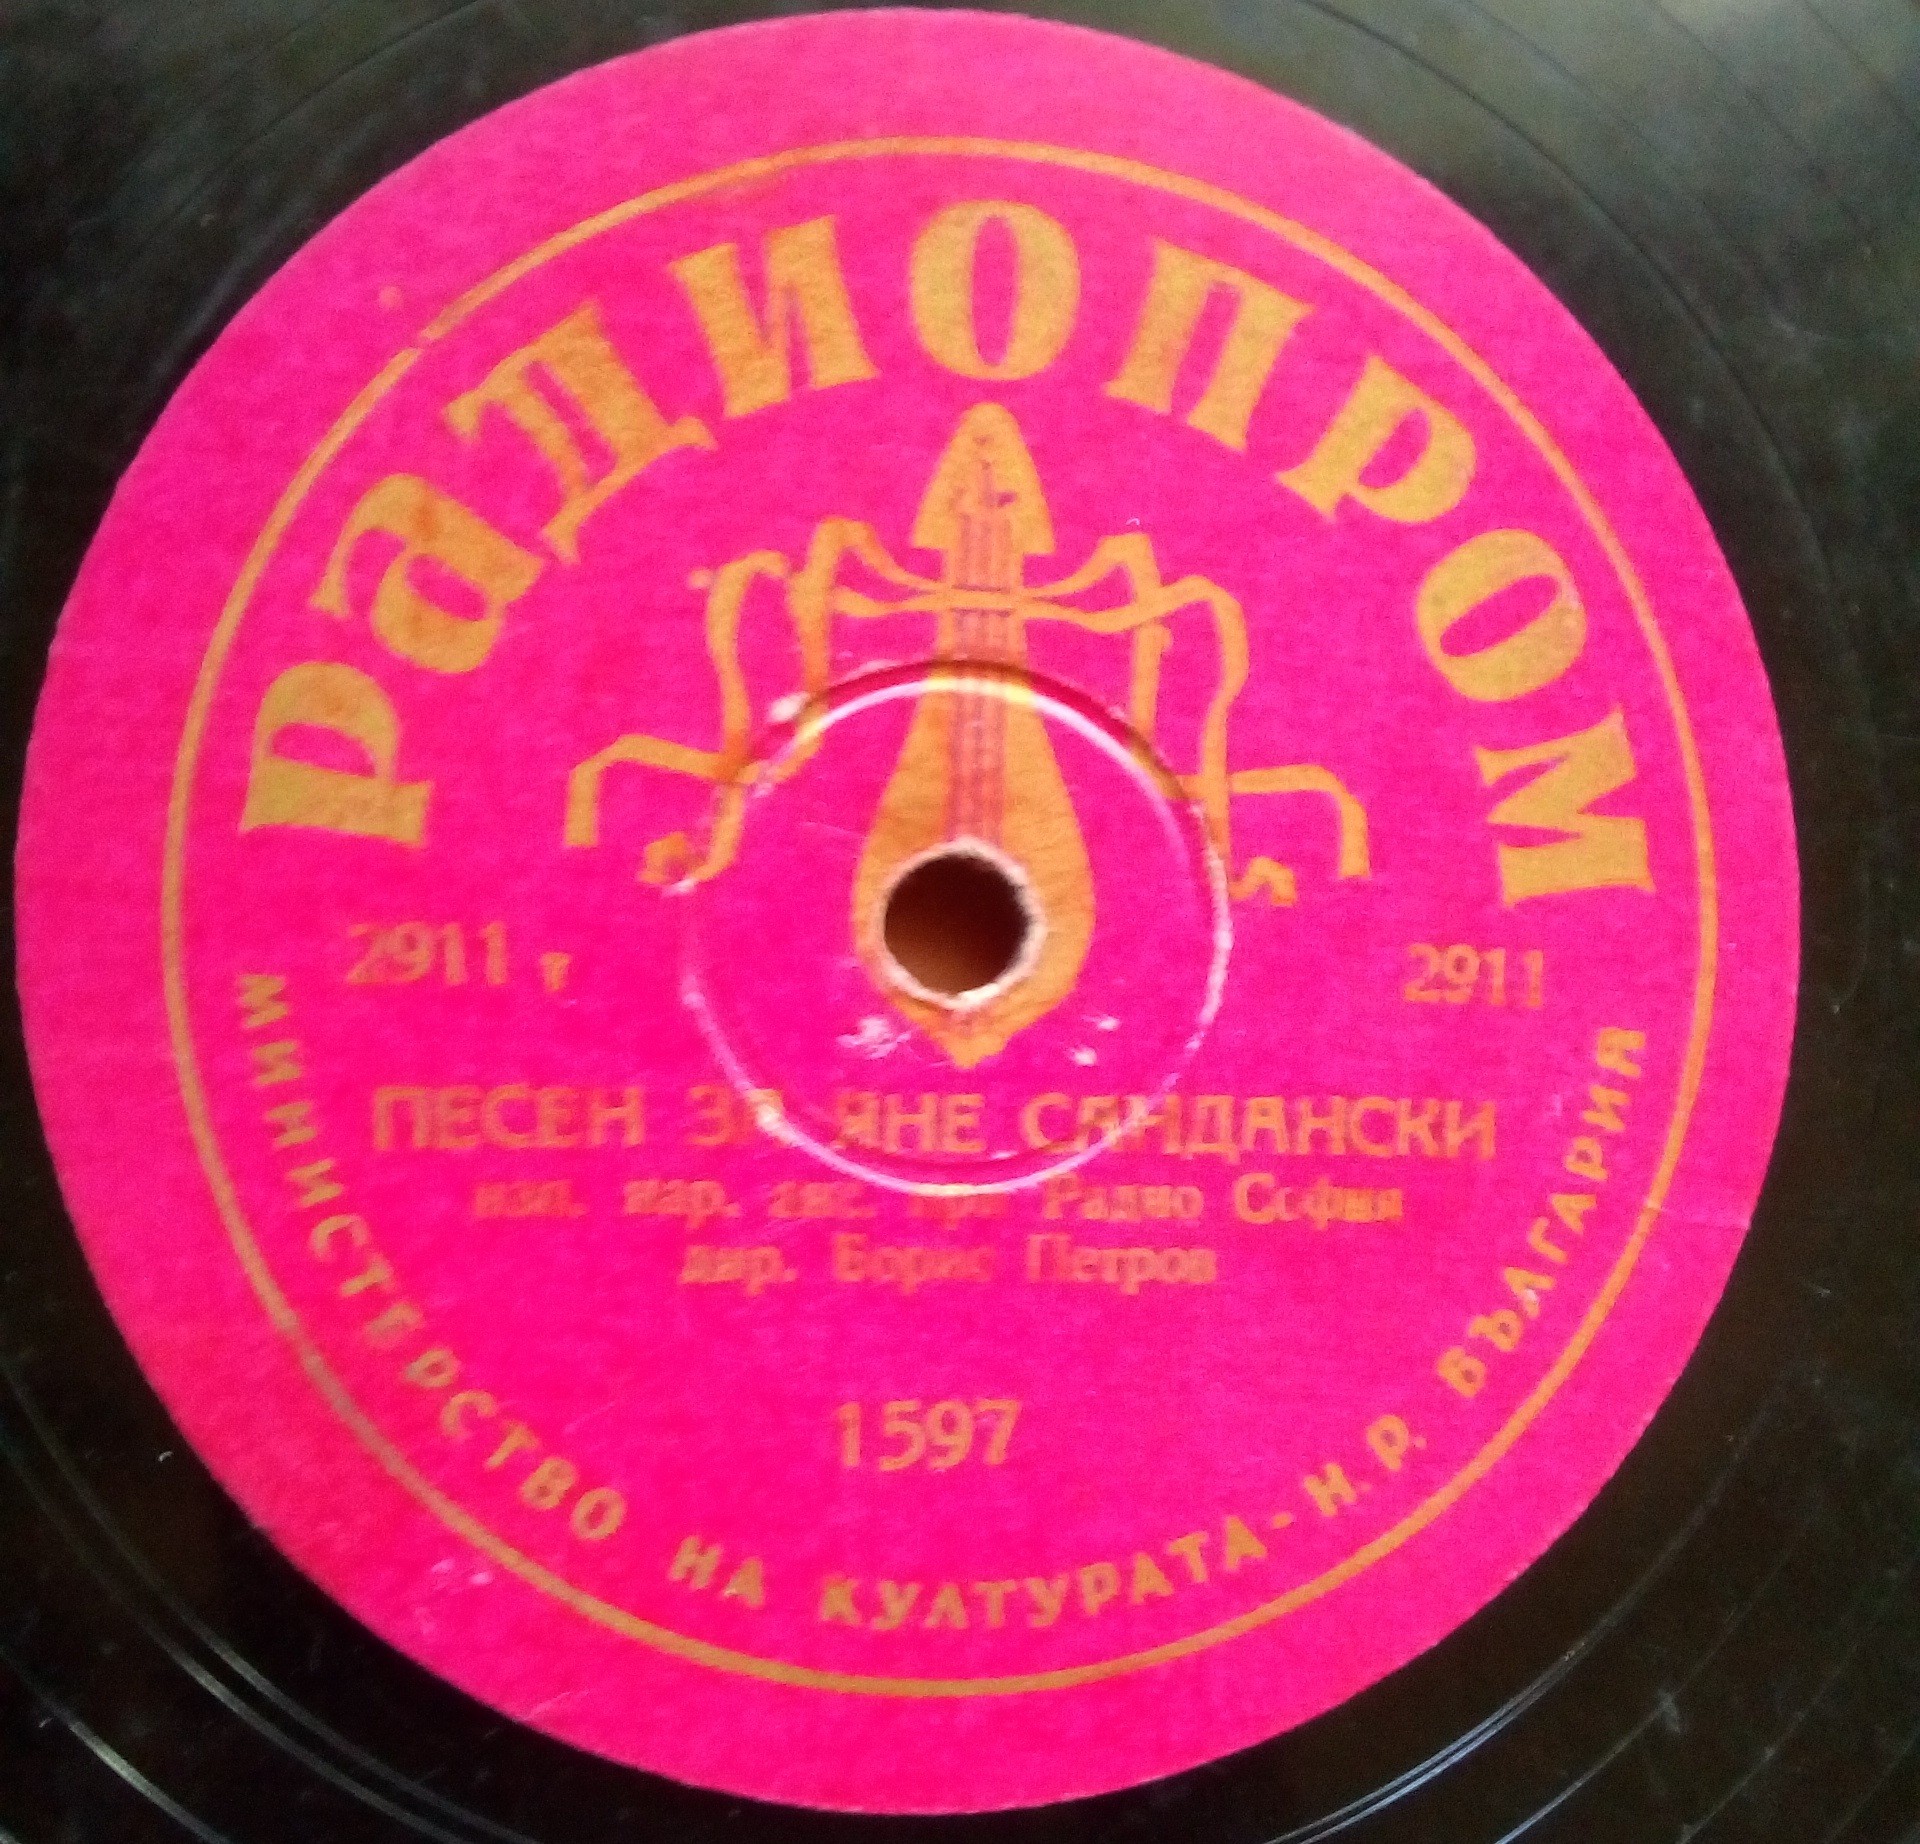 РАДИОПРОМ
2911 т
2911
ПЕСЕН ЗА ЯНЕ САНДАНСКИ
изп. нар. анс. при Радио София
дир. Борис Петров
1597
МИНИСТЕРСТВО НА КУЛТУРАТА - Н.Р. БЪЛГАРИЯ